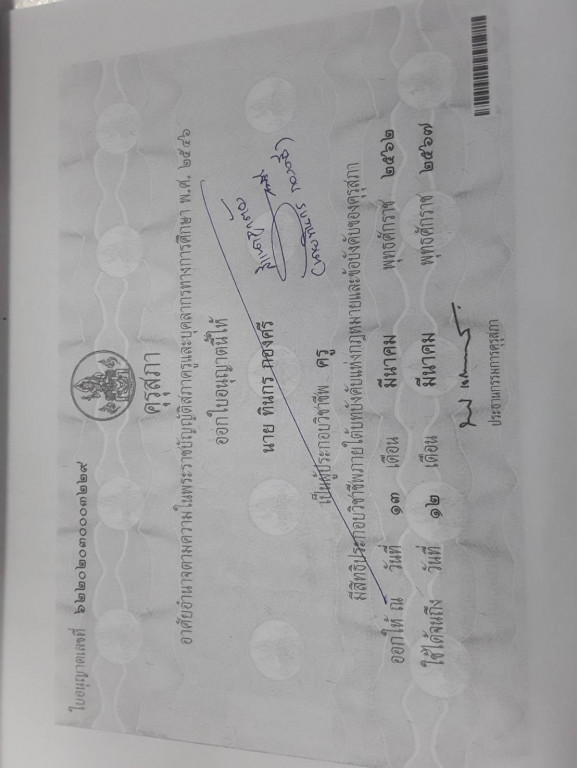 ใบอนุญาตเลขที่ ๖๒๒๐๒๐๓๐๐๐๓๒๒๙
คุรุสภา
อาศัยอำนาจตามความในพระราชบัญญัติสภาครูและบุคลากรทางการศึกษา พ.ศ. ๒๕๔๖
ออกใบอนุญาตนี้ให้
นาย ทินกร กองศรี
เป็นผู้ประกอบวิชาชีพ ครู
มีสิทธิประกอบวิชาชีพภายใต้บทบังคับแห่งกฎหมายและข้อบังคับของคุรุสภา
ออกให้ ณ วันที่ ๑๓ เดือน มีนาคม พุทธศักราช ๒๕๖๒
ใช้ได้จนถึง วันที่ ๑๒ เดือน มีนาคม พุทธศักราช ๒๕๖๗
ประธานกรรมการคุรุสภา
สำเนาถูกต้อง